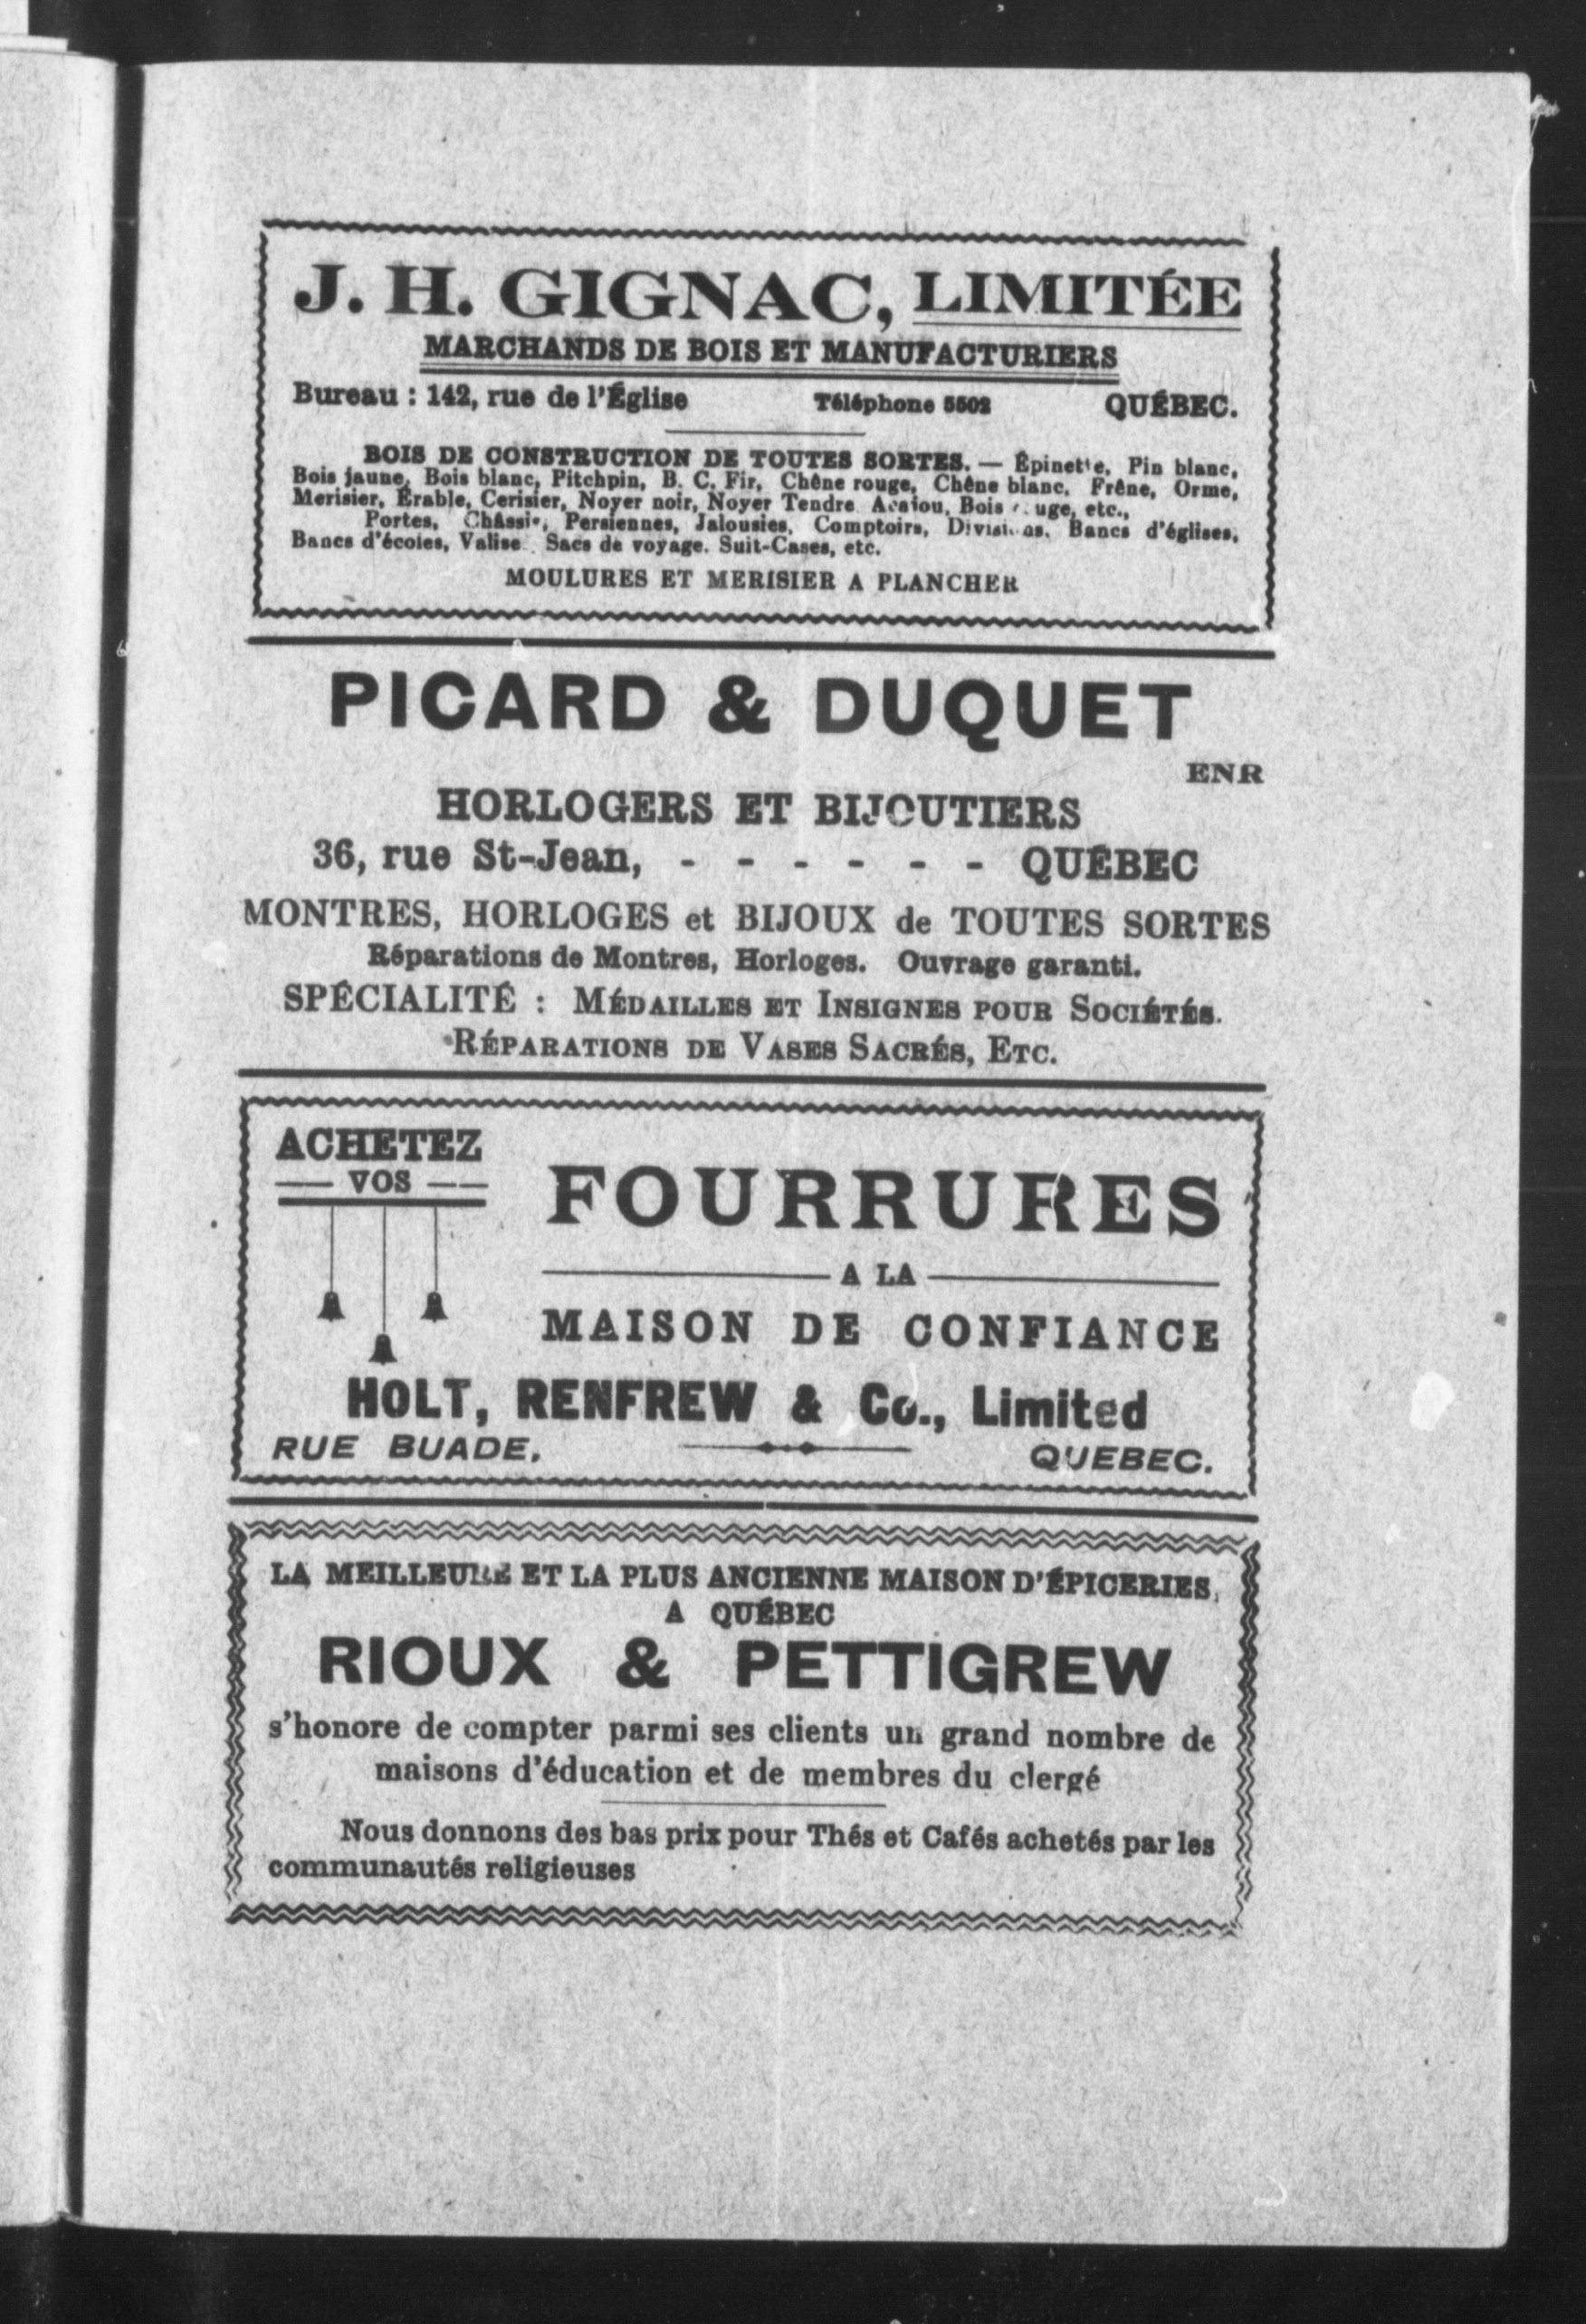 J. H. GIGNAC, LIMITÉE
MARCHANDS DE BOIS ET MANUFACTURIERS
Bureau : 142, rue de l'Église Téléphone 5502 QUÉBEC.
BOIS DE CONSTRUCTION DE TOUTES SORTES. — Épinette, Pin blanc,
Bois jaune, Bois blanc, Pitchpin, B. C. Fir, Chêne rouge, Chêne blanc, Frêne, Orme,
Merisier, Érable, Cerisier, Noyer noir, Noyer Tendre Acajou, Bois rouge, etc.,
Portes, Châssis, Persiennes, Jalousies, Comptoirs, Divisions, Bancs d'églises,
Bancs d'écoles, Valise Sacs de voyage. Suit-Cases, etc.
MOULURES ET MERISIER A PLANCHER
PICARD & DUQUET
ENR
HORLOGERS ET BIJOUTIERS
36, rue St-Jean, - - - - - - QUÉBEC
MONTRES, HORLOGES et BIJOUX de TOUTES SORTES
Réparations de Montres, Horloges. Ouvrage garanti.
SPÉCIALITÉ : MÉDAILLES ET INSIGNES POUR SOCIÉTÉS.
RÉPARATIONS DE VASES SACRÉS, ETC.
ACHETEZ
— VOS —
FOURRURES
A LA
MAISON DE CONFIANCE
HOLT, RENFREW & Co., Limited
RUE BUADE, QUEBEC.
LA MEILLEURE ET LA PLUS ANCIENNE MAISON D'ÉPICERIES,
A QUÉBEC
RIOUX & PETTIGREW
s'honore de compter parmi ses clients un grand nombre de
maisons d'éducation et de membres du clergé
Nous donnons des bas prix pour Thés et Cafés achetés par les
communautés religieuses